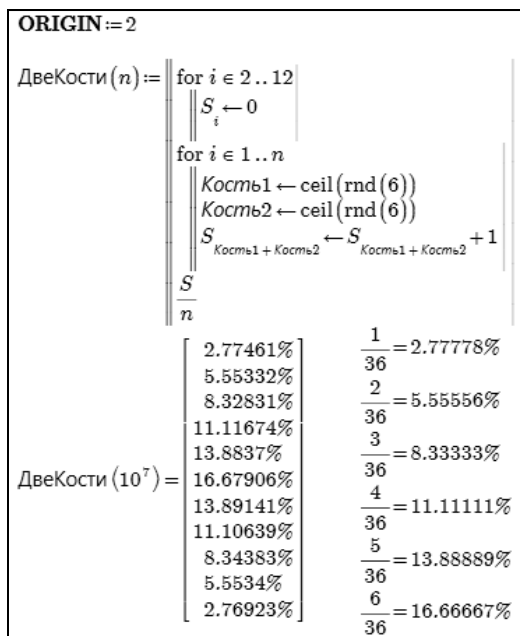 ORIGIN:=2
ДвеКости(n):=
for i ∈ 2 .. 12
S_i ← 0
for i ∈ 1 .. n
Кость1 ← ceil(rnd(6))
Кость2 ← ceil(rnd(6))
S_Кость1 + Кость2 ← S_Кость1 + Кость2 + 1
S/n
ДвеКости(10^7)=
2.77461%
5.55332%
8.32831%
11.11674%
13.8837%
16.67906%
13.89141%
11.10639%
8.34383%
5.5534%
2.76923%
1/36=2.77778%
2/36=5.55556%
3/36=8.33333%
4/36=11.11111%
5/36=13.88889%
6/36=16.66667%